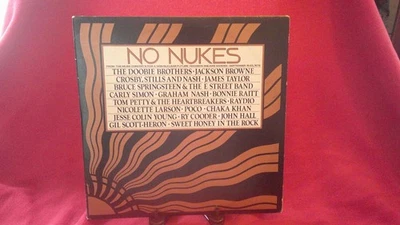 NO NUKES
THE DOOBIE BROTHERS · JACKSON BROWNE
CROSBY, STILLS AND NASH · JAMES TAYLOR
BRUCE SPRINGSTEEN & THE E STREET BAND
CARLY SIMON · GRAHAM NASH · BONNIE RAITT
TOM PETTY & THE HEARTBREAKERS · RAYDIO
NICOLETTE LARSON · POCO · CHAKA KHAN
JESSE COLIN YOUNG · RY COODER · JOHN HALL
GIL SCOTT-HERON · SWEET HONEY IN THE ROCK